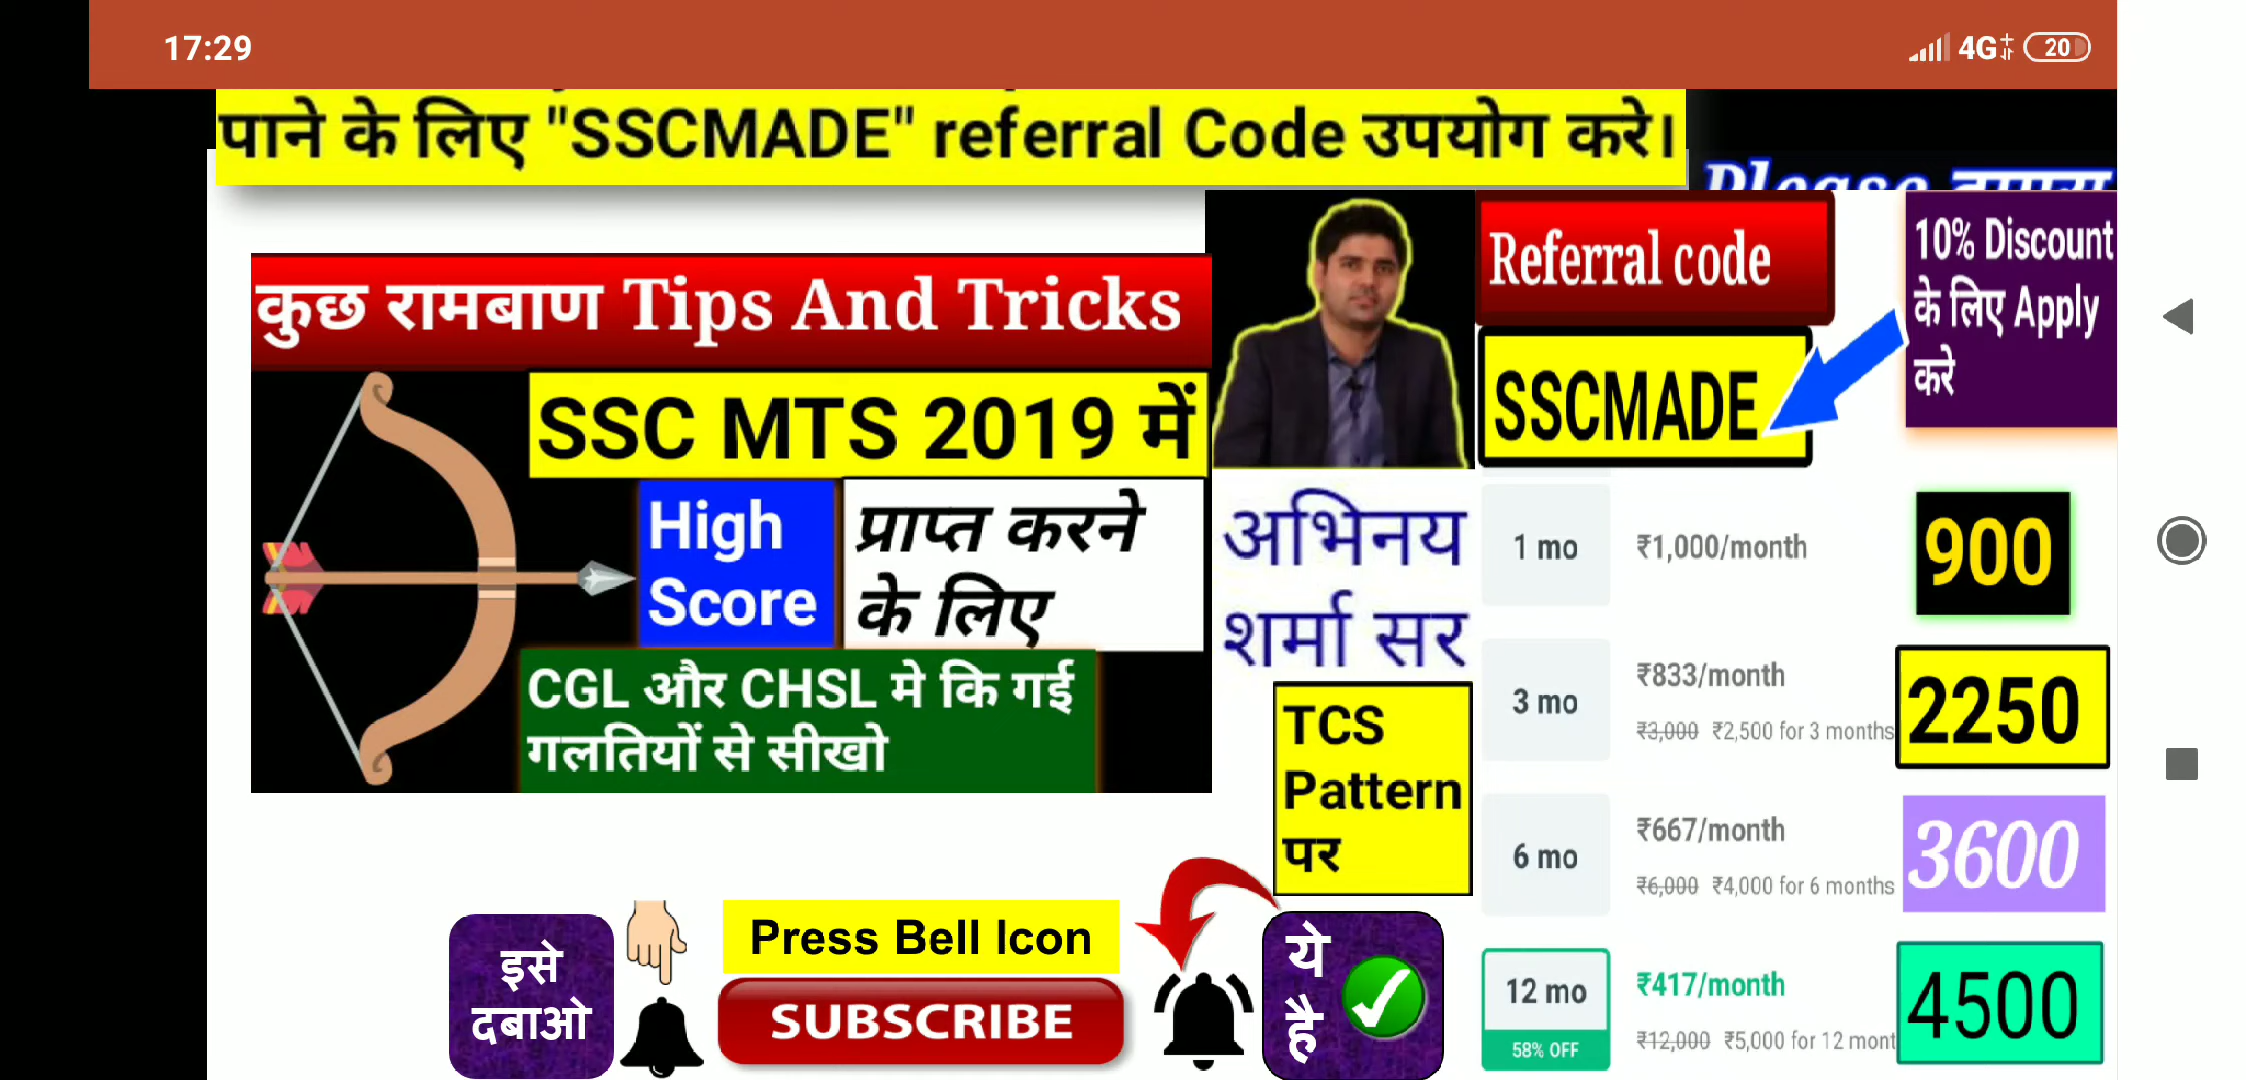 17:29
4G+
20
पाने के लिए "SSCMADE" referral Code उपयोग करे।
Please
कुछ रामबाण Tips And Tricks
SSC MTS 2019 में
High
Score
प्राप्त करने
के लिए
CGL और CHSL मे कि गई
गलतियों से सीखो
Referral code
SSCMADE
10% Discount
के लिए Apply
करे
अभिनय
शर्मा सर
TCS
Pattern
पर
1 mo
₹1,000/month
900
3 mo
₹833/month
₹3,000 ₹2,500 for 3 months
2250
6 mo
₹667/month
₹6,000 ₹4,000 for 6 months
3600
12 mo
58% OFF
₹417/month
₹12,000 ₹5,000 for 12 mont
4500
इसे
दबाओ
Press Bell Icon
SUBSCRIBE
ये
है